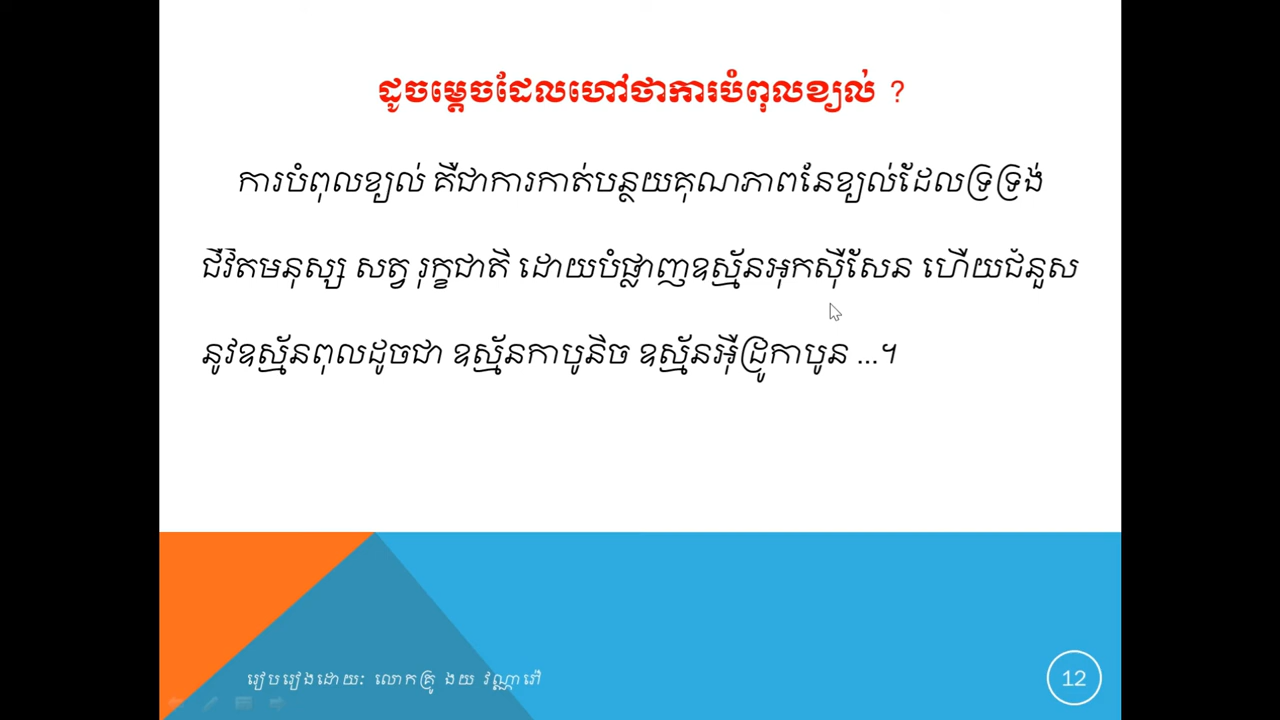 ដូចម្ដេចដែលហៅថាការបំពុលខ្យល់ ?
ការបំពុលខ្យល់ គឺជាការកាត់បន្ថយគុណភាពនៃខ្យល់ដែលទ្រទ្រង់
ជីវិតមនុស្ស សត្វ រុក្ខជាតិ ដោយបំផ្លាញឧស្ម័នអុកស៊ីសែន ហើយជំនួស
នូវឧស្ម័នពុលដូចជា ឧស្ម័នកាបូនិច ឧស្ម័នអ៊ីដ្រូកាបូន ...។
រៀបរៀងដោយៈ លោកគ្រូ ងយ វណ្ណារ៉ើ
12